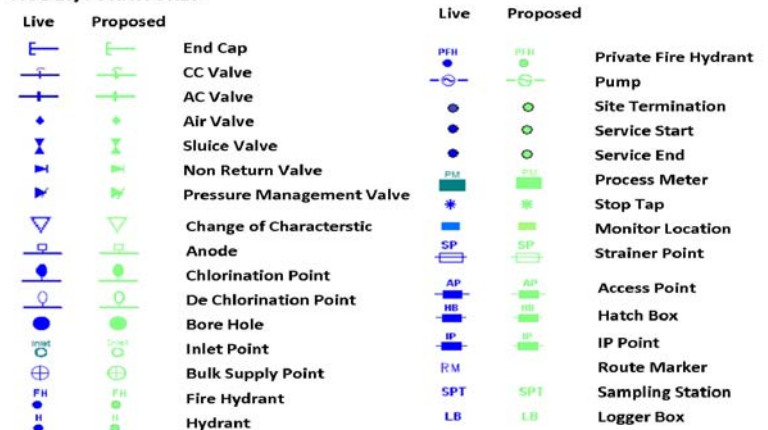 Live Proposed
End Cap
CC Valve
AC Valve
Air Valve
Sluice Valve
Non Return Valve
Pressure Management Valve
Change of Characterstic
Anode
Chlorination Point
De Chlorination Point
Bore Hole
Inlet Inlet Inlet Point
Bulk Supply Point
FH FH Fire Hydrant
H H Hydrant
Live Proposed
PFH PFH Private Fire Hydrant
Pump
Site Termination
Service Start
Service End
PM PM Process Meter
Stop Tap
Monitor Location
SP SP Strainer Point
AP AP Access Point
HB HB Hatch Box
IP IP IP Point
RM Route Marker
SPT SPT Sampling Station
LB LB Logger Box